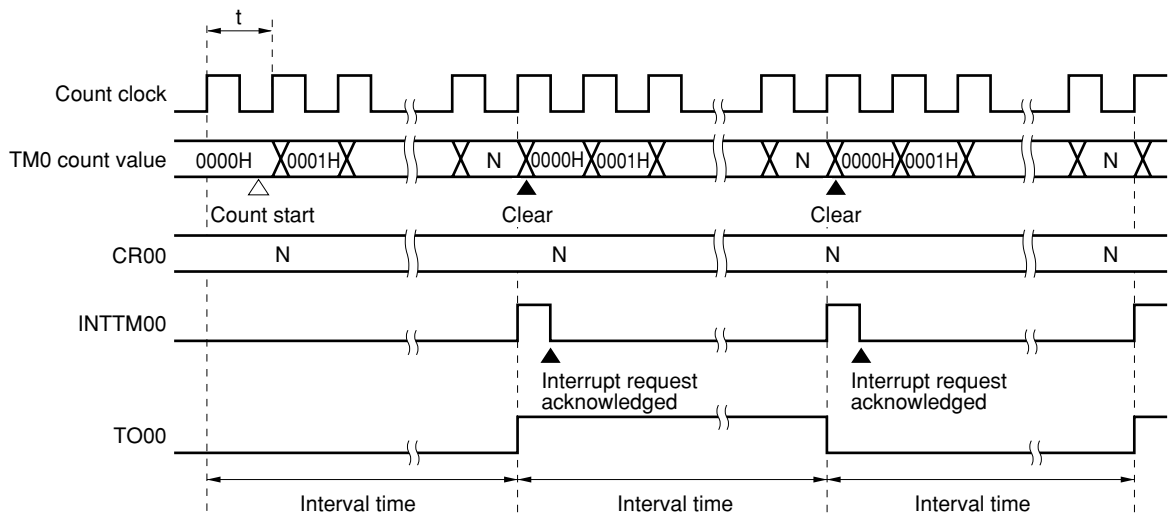 t
Count clock
TM0 count value
0000H 0001H N 0000H 0001H N 0000H 0001H N
Count start Clear Clear
CR00 N N N N
INTTM00
Interrupt request
acknowledged
Interrupt request
acknowledged
TO00
Interval time Interval time Interval time